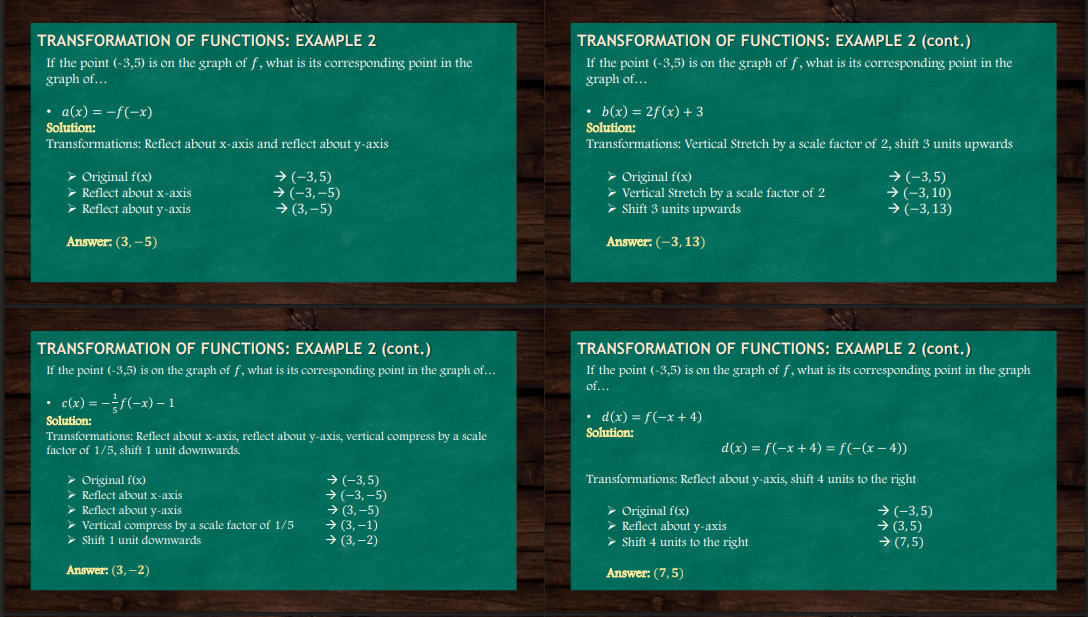 TRANSFORMATION OF FUNCTIONS: EXAMPLE 2
If the point (-3,5) is on the graph of f, what is its corresponding point in the
graph of…
• a(x) = −f(−x)
Solution:
Transformations: Reflect about x-axis and reflect about y-axis
➢ Original f(x) → (−3, 5)
➢ Reflect about x-axis → (−3, −5)
➢ Reflect about y-axis → (3, −5)
Answer: (3, −5)
TRANSFORMATION OF FUNCTIONS: EXAMPLE 2 (cont.)
If the point (-3,5) is on the graph of f, what is its corresponding point in the
graph of…
• b(x) = 2f(x) + 3
Solution:
Transformations: Vertical Stretch by a scale factor of 2, shift 3 units upwards
➢ Original f(x) → (−3, 5)
➢ Vertical Stretch by a scale factor of 2 → (−3, 10)
➢ Shift 3 units upwards → (−3, 13)
Answer: (−3, 13)
TRANSFORMATION OF FUNCTIONS: EXAMPLE 2 (cont.)
If the point (-3,5) is on the graph of f, what is its corresponding point in the graph of…
• c(x) = −1/5 f(−x) − 1
Solution:
Transformations: Reflect about x-axis, reflect about y-axis, vertical compress by a scale
factor of 1/5, shift 1 unit downwards.
➢ Original f(x) → (−3, 5)
➢ Reflect about x-axis → (−3, −5)
➢ Reflect about y-axis → (3, −5)
➢ Vertical compress by a scale factor of 1/5 → (3, −1)
➢ Shift 1 unit downwards → (3, −2)
Answer: (3, −2)
TRANSFORMATION OF FUNCTIONS: EXAMPLE 2 (cont.)
If the point (-3,5) is on the graph of f, what is its corresponding point in the graph
of…
• d(x) = f(−x + 4)
Solution:
d(x) = f(−x + 4) = f(−(x − 4))
Transformations: Reflect about y-axis, shift 4 units to the right
➢ Original f(x) → (−3, 5)
➢ Reflect about y-axis → (3, 5)
➢ Shift 4 units to the right → (7, 5)
Answer: (7, 5)